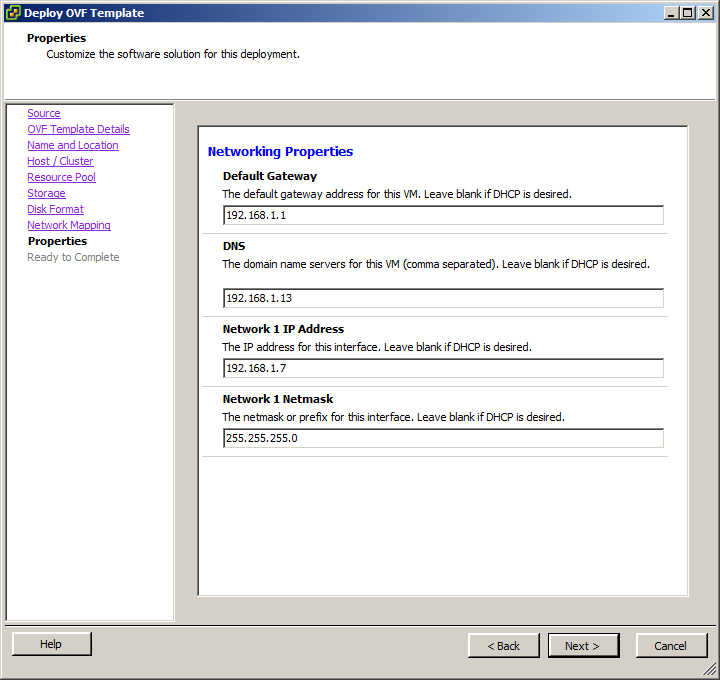 Deploy OVF Template
Properties
Customize the software solution for this deployment.
Source
OVF Template Details
Name and Location
Host / Cluster
Resource Pool
Storage
Disk Format
Network Mapping
Properties
Ready to Complete
Networking Properties
Default Gateway
The default gateway address for this VM. Leave blank if DHCP is desired.
192.168.1.1
DNS
The domain name servers for this VM (comma separated). Leave blank if DHCP is desired.
192.168.1.13
Network 1 IP Address
The IP address for this interface. Leave blank if DHCP is desired.
192.168.1.7
Network 1 Netmask
The netmask or prefix for this interface. Leave blank if DHCP is desired.
255.255.255.0
Help
< Back
Next >
Cancel